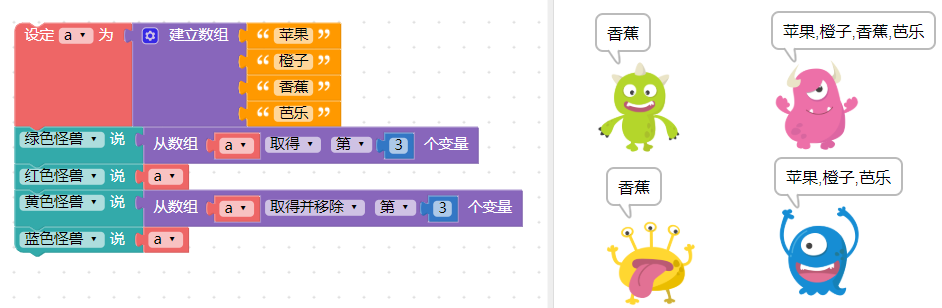 设定 a 为 建立数组 “ 苹果 ”
“ 橙子 ”
“ 香蕉 ”
“ 芭乐 ”
绿色怪兽 说 从数组 a 取得 第 3 个变量
红色怪兽 说 a
黄色怪兽 说 从数组 a 取得并移除 第 3 个变量
蓝色怪兽 说 a
香蕉
苹果,橙子,香蕉,芭乐
香蕉
苹果,橙子,芭乐